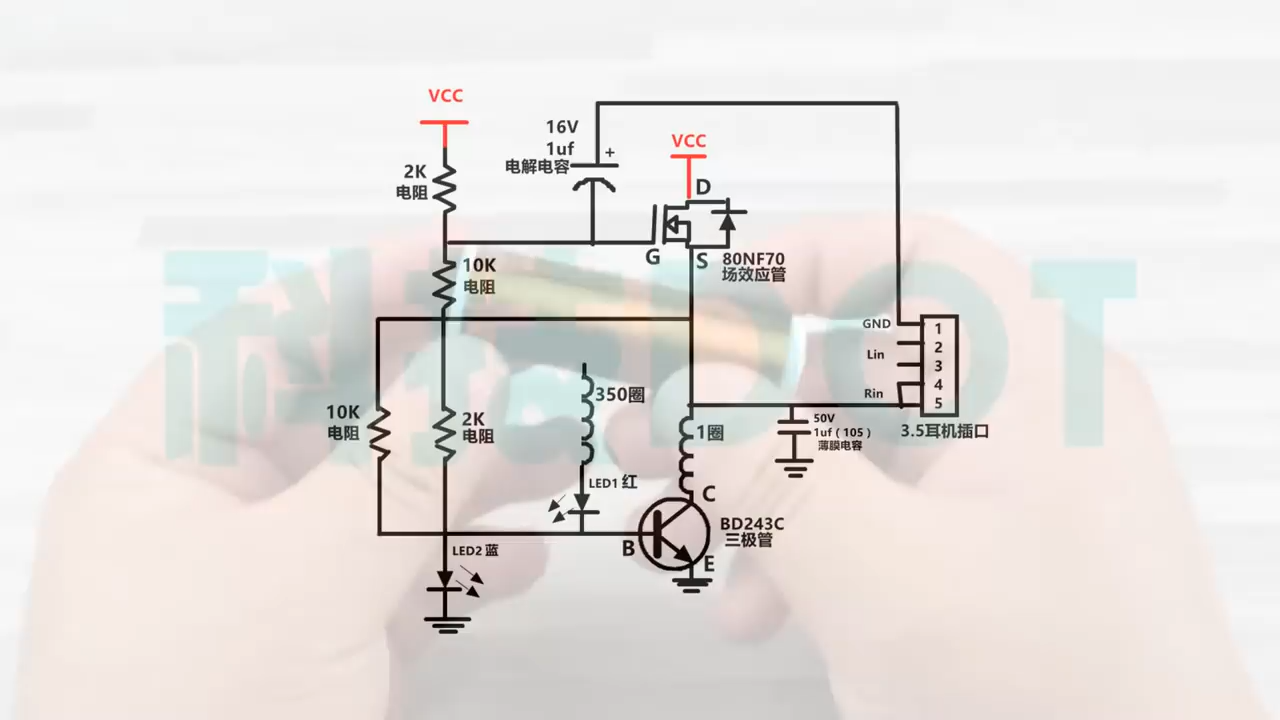 VCC
16V
1uf
电解电容
+
VCC
2K
电阻
D
G
S
80NF70
场效应管
10K
电阻
GND
Lin
Rin
1
2
3
4
5
3.5耳机插口
350圈
1圈
50V
1uf（105）
薄膜电容
10K
电阻
2K
电阻
LED1 红
C
BD243C
三极管
B
E
LED2 蓝